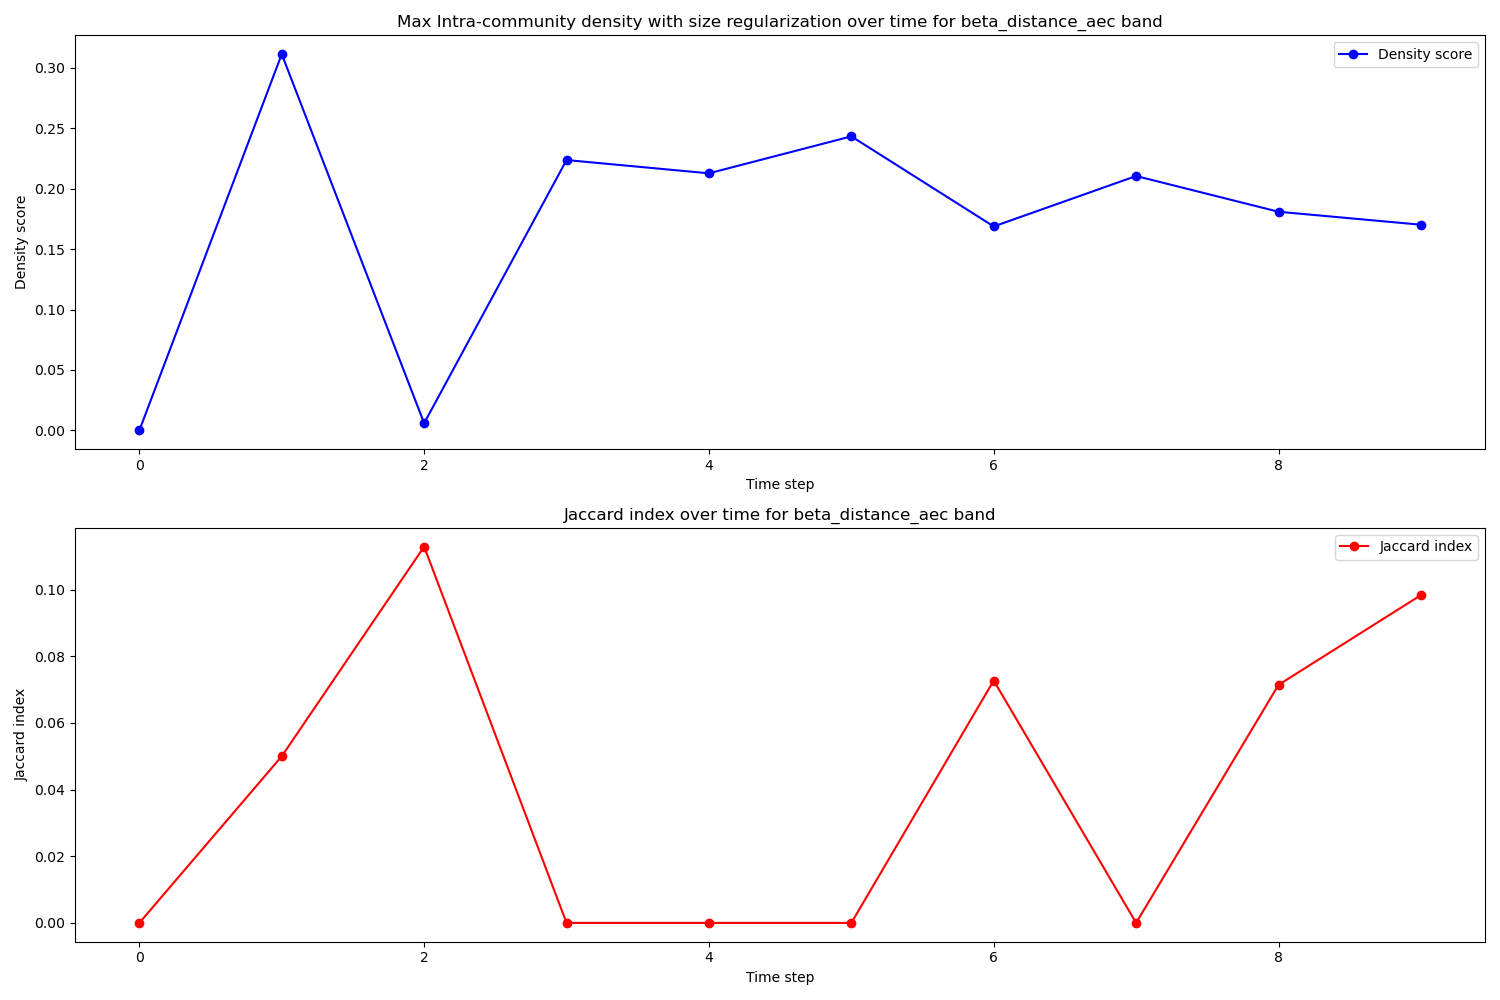 Max Intra-community density with size regularization over time for beta_distance_aec band
Density score
0.30
0.25
0.20
0.15
0.10
0.05
0.00
Density score
0 2 4 6 8
Time step
Jaccard index over time for beta_distance_aec band
Jaccard index
0.10
0.08
0.06
0.04
0.02
0.00
Jaccard index
0 2 4 6 8
Time step